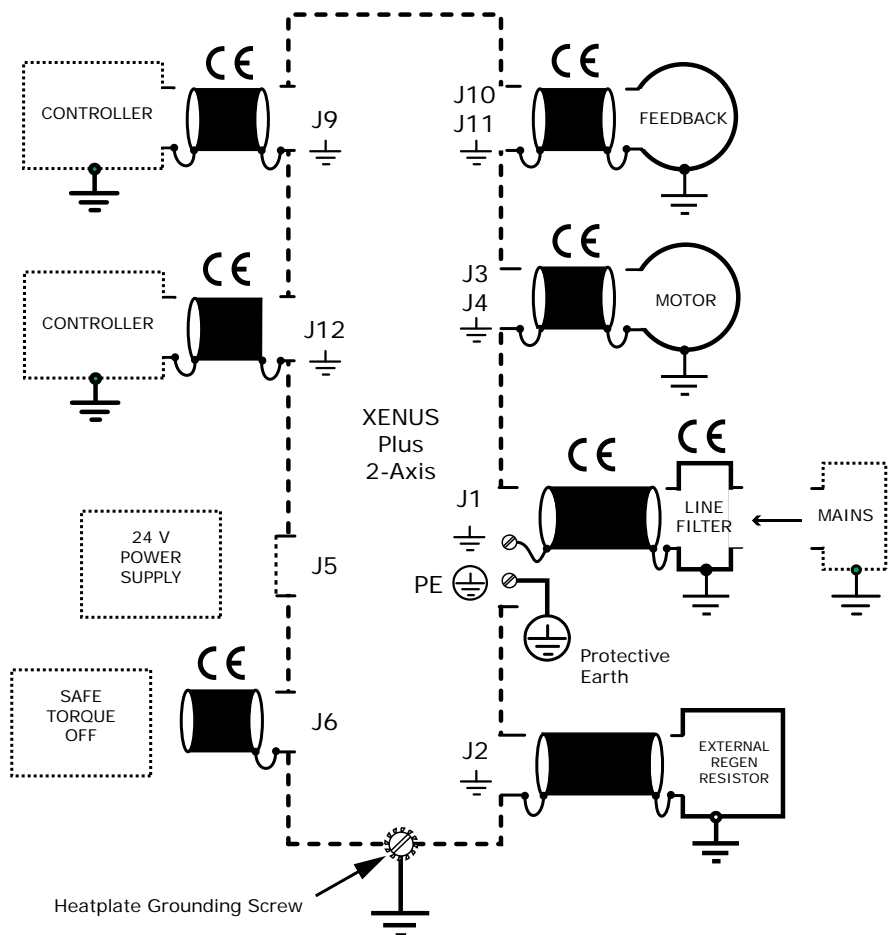 CE
CONTROLLER
J9
CE
J10
J11
FEEDBACK
CE
CONTROLLER
J12
CE
J3
J4
MOTOR
XENUS
Plus
2-Axis
CE
CE
J1
LINE
FILTER
MAINS
24 V
POWER
SUPPLY
J5
PE
Protective
Earth
CE
SAFE
TORQUE
OFF
J6
J2
EXTERNAL
REGEN
RESISTOR
Heatplate Grounding Screw